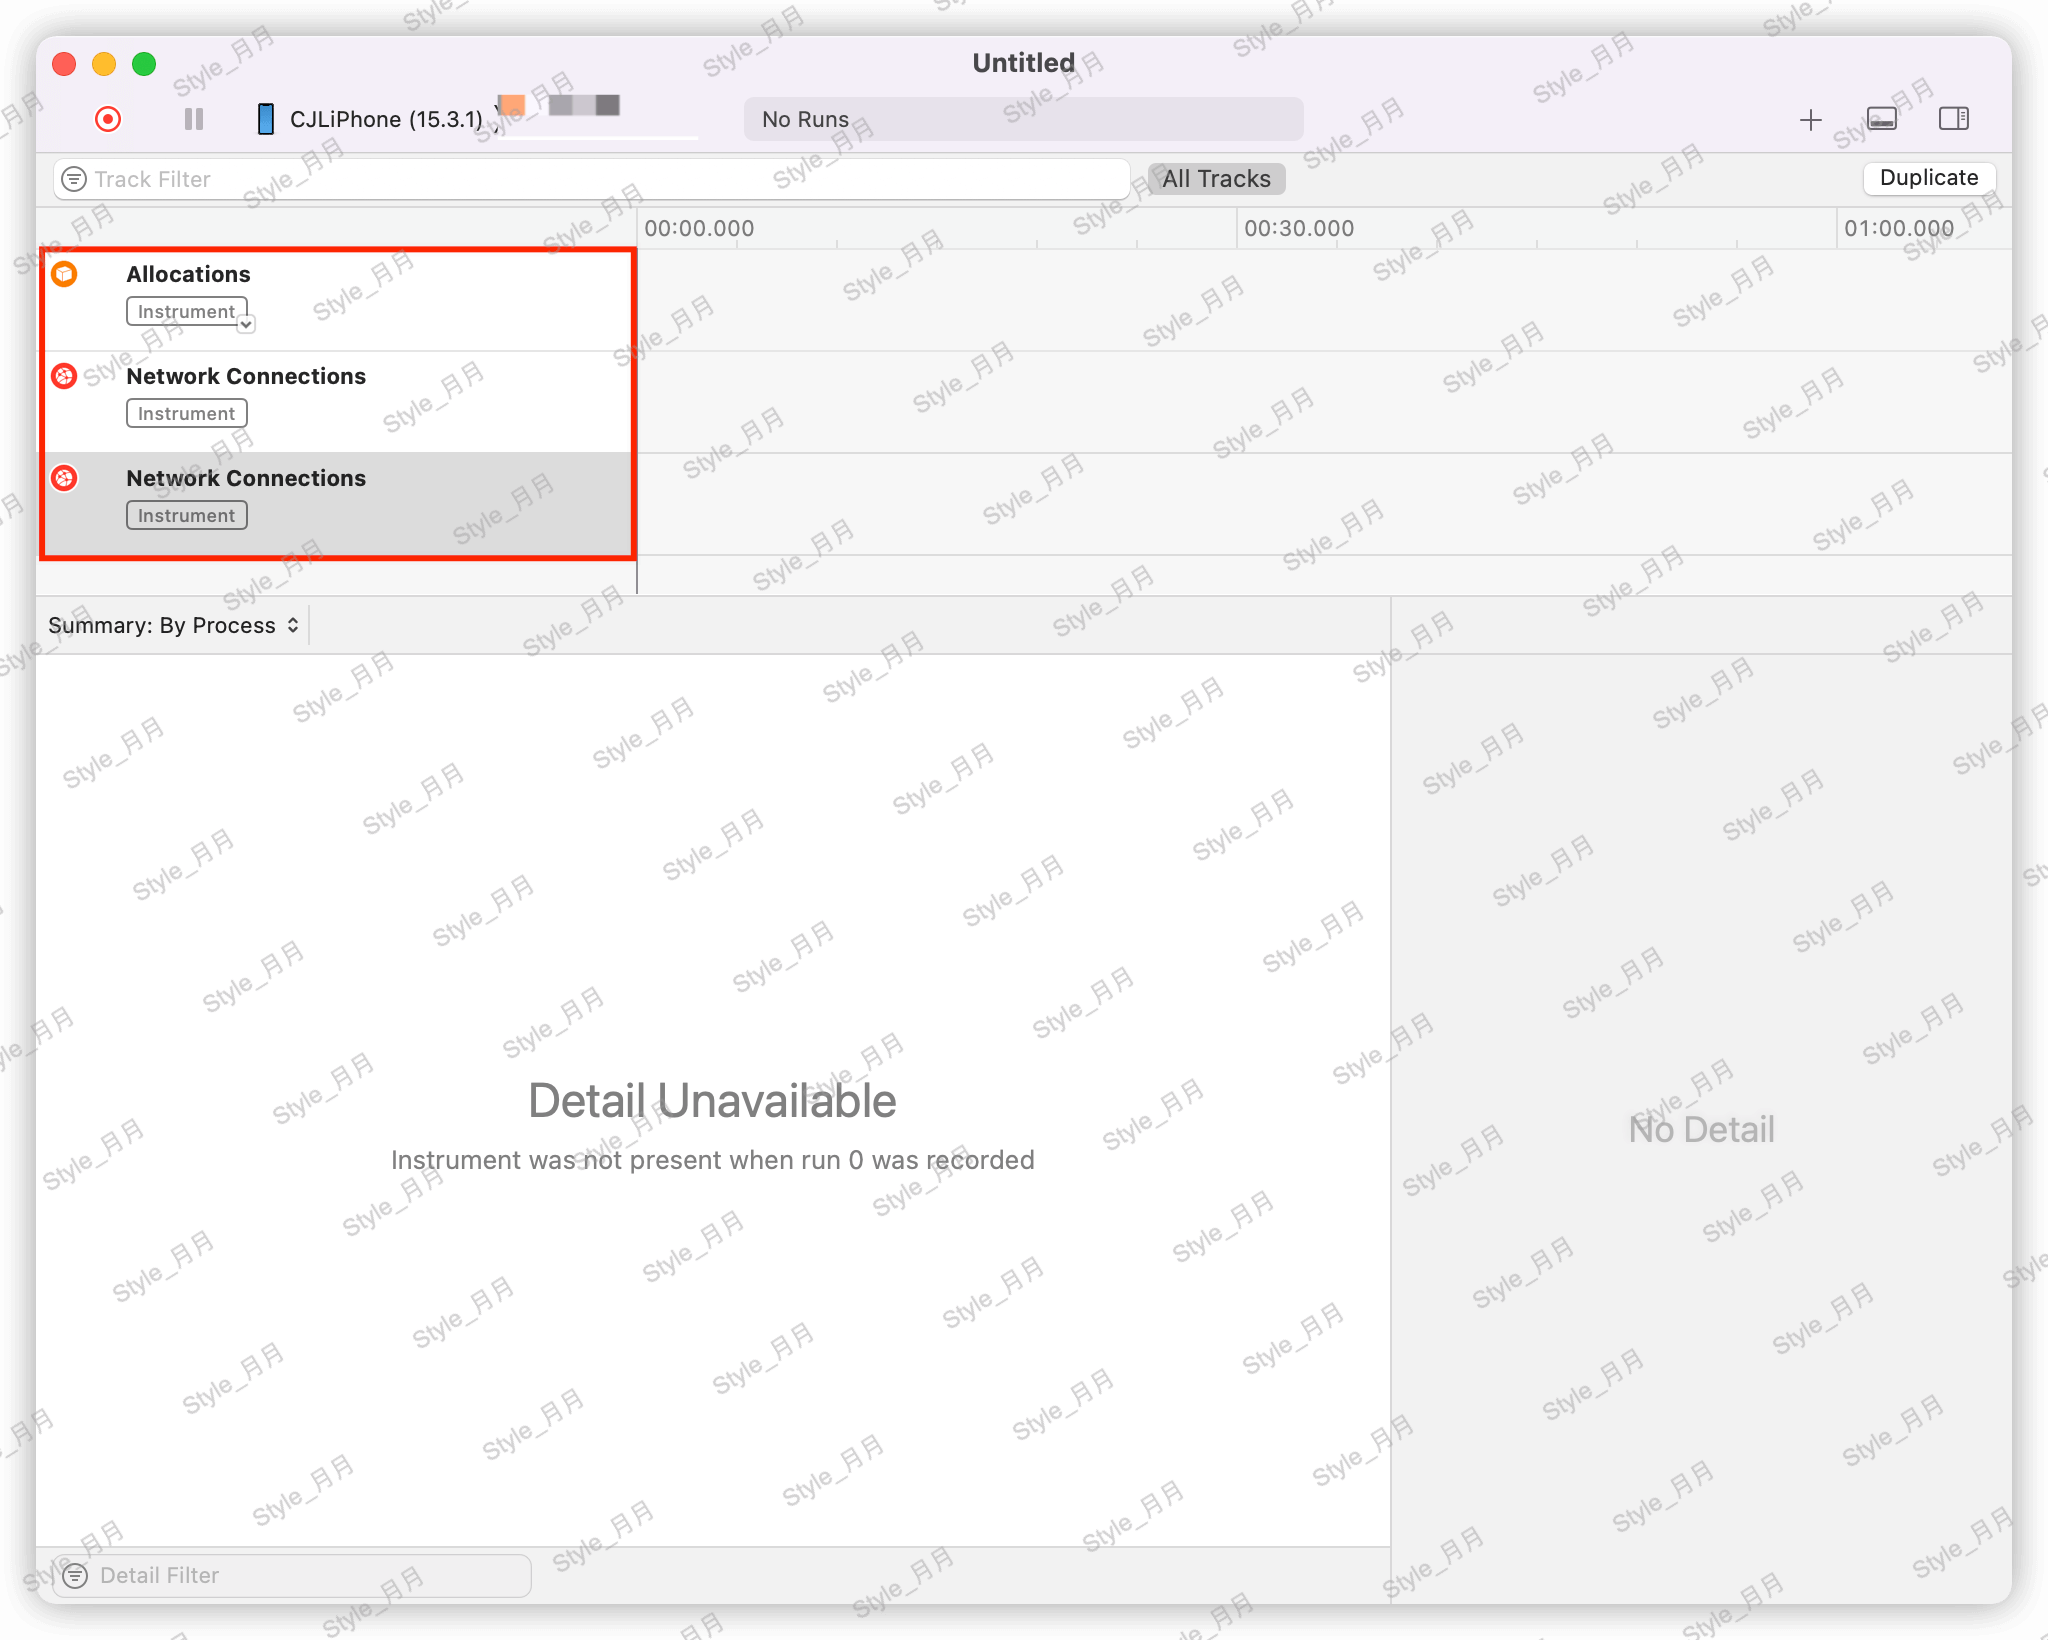 Untitled
CJLiPhone (15.3.1)
No Runs
Track Filter
All Tracks
Duplicate
00:00.000
00:30.000
01:00.000
Allocations
Instrument
Network Connections
Instrument
Network Connections
Instrument
Summary: By Process
Detail Unavailable
Instrument was not present when run 0 was recorded
No Detail
Detail Filter
Style_月月